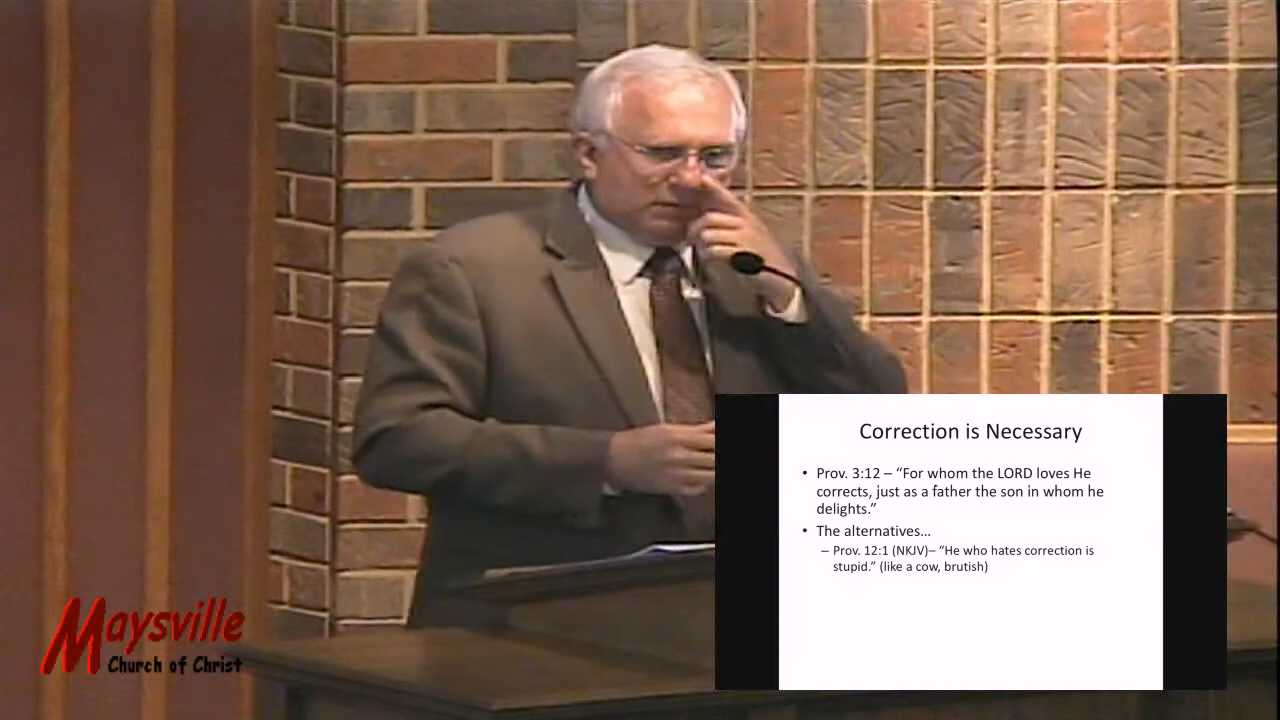 Correction is Necessary
• Prov. 3:12 – “For whom the LORD loves He
corrects, just as a father the son in whom he
delights.”
• The alternatives…
– Prov. 12:1 (NKJV)– “He who hates correction is
stupid.” (like a cow, brutish)
Maysville
Church of Christ